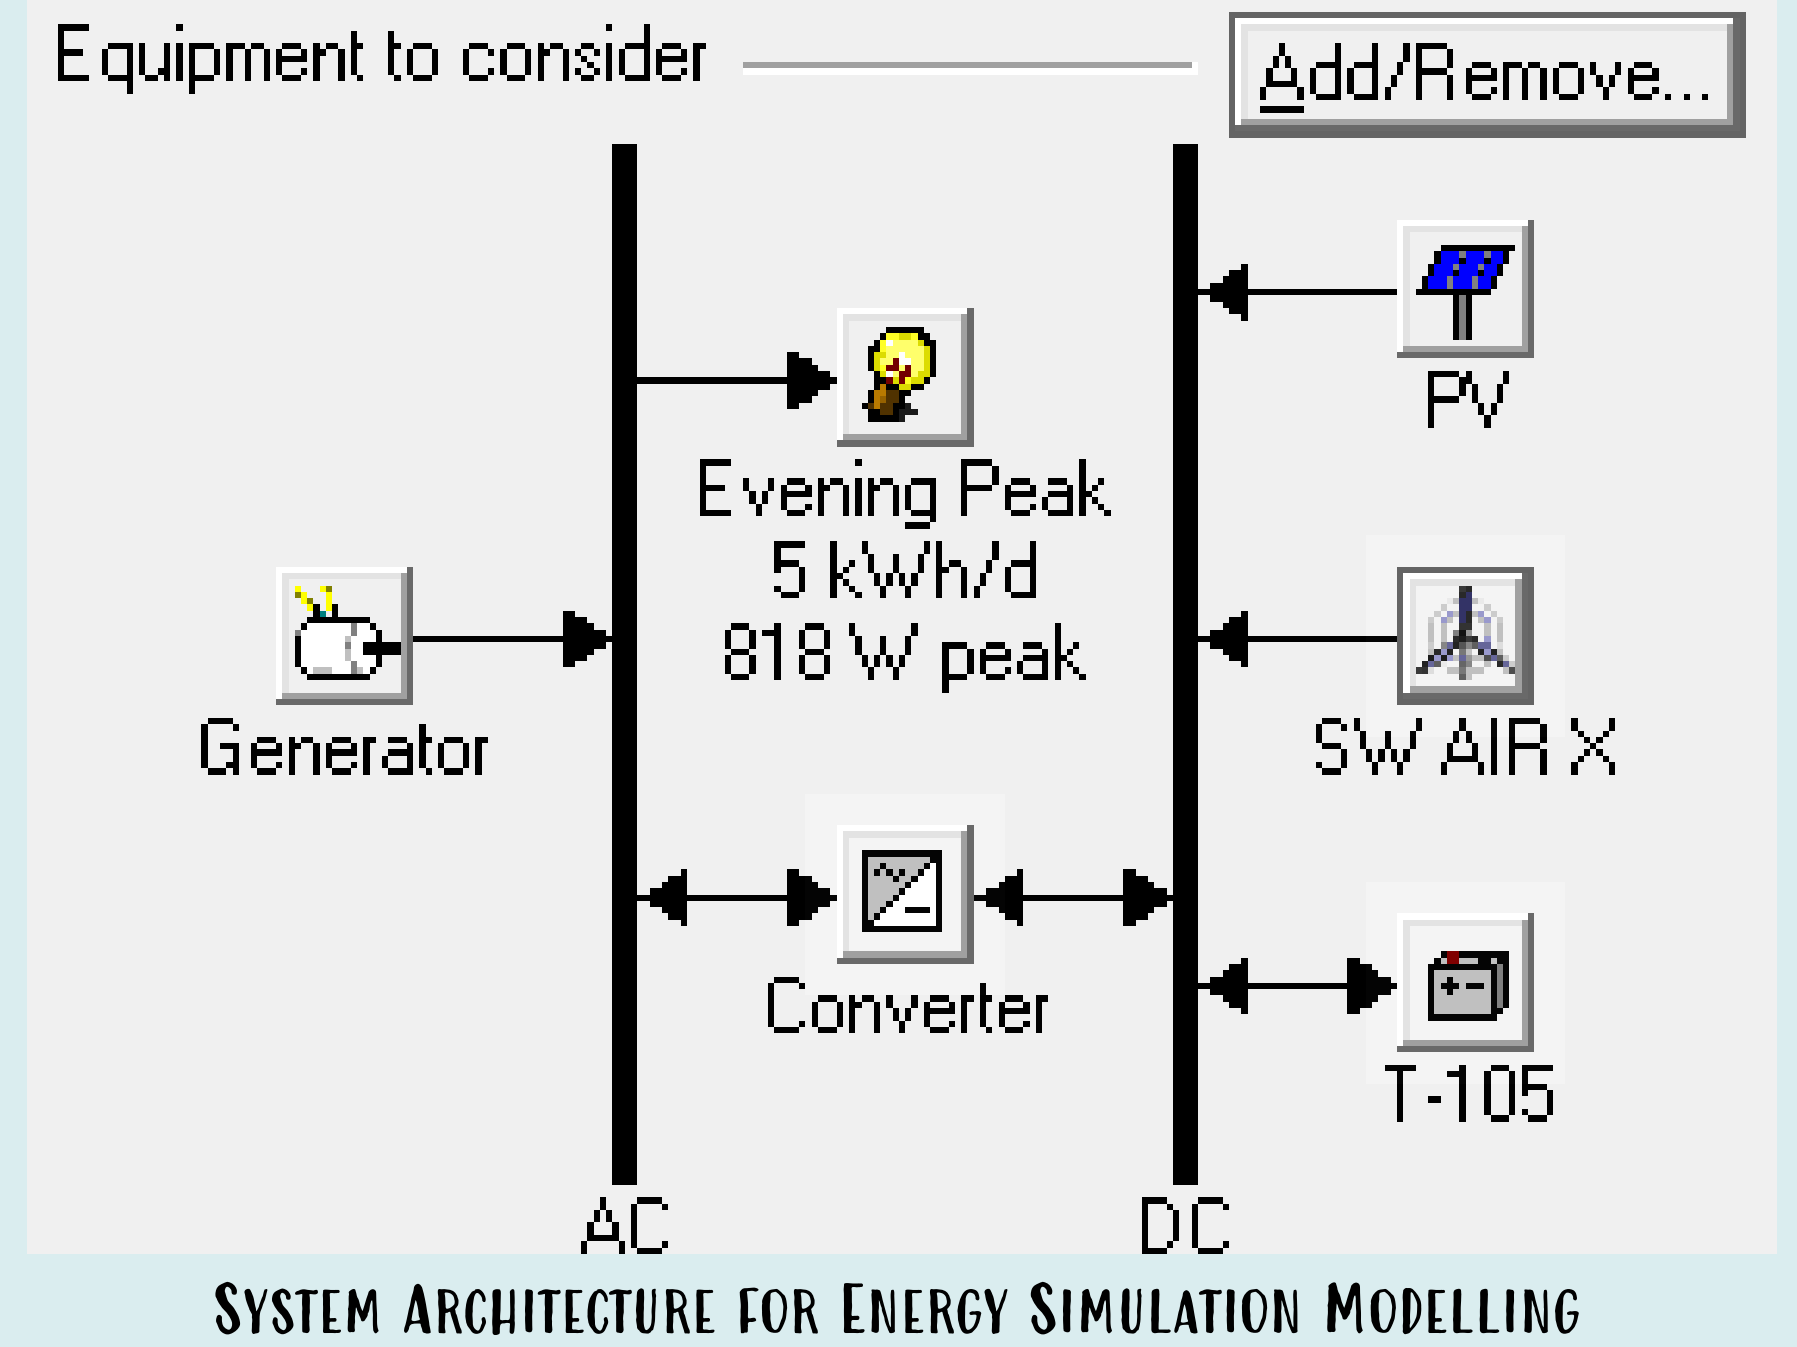 Equipment to consider
Add/Remove...
PV
Evening Peak
5 kWh/d
818 W peak
Generator
SW AIR X
Converter
T-105
AC
DC
System Architecture for Energy Simulation Modelling